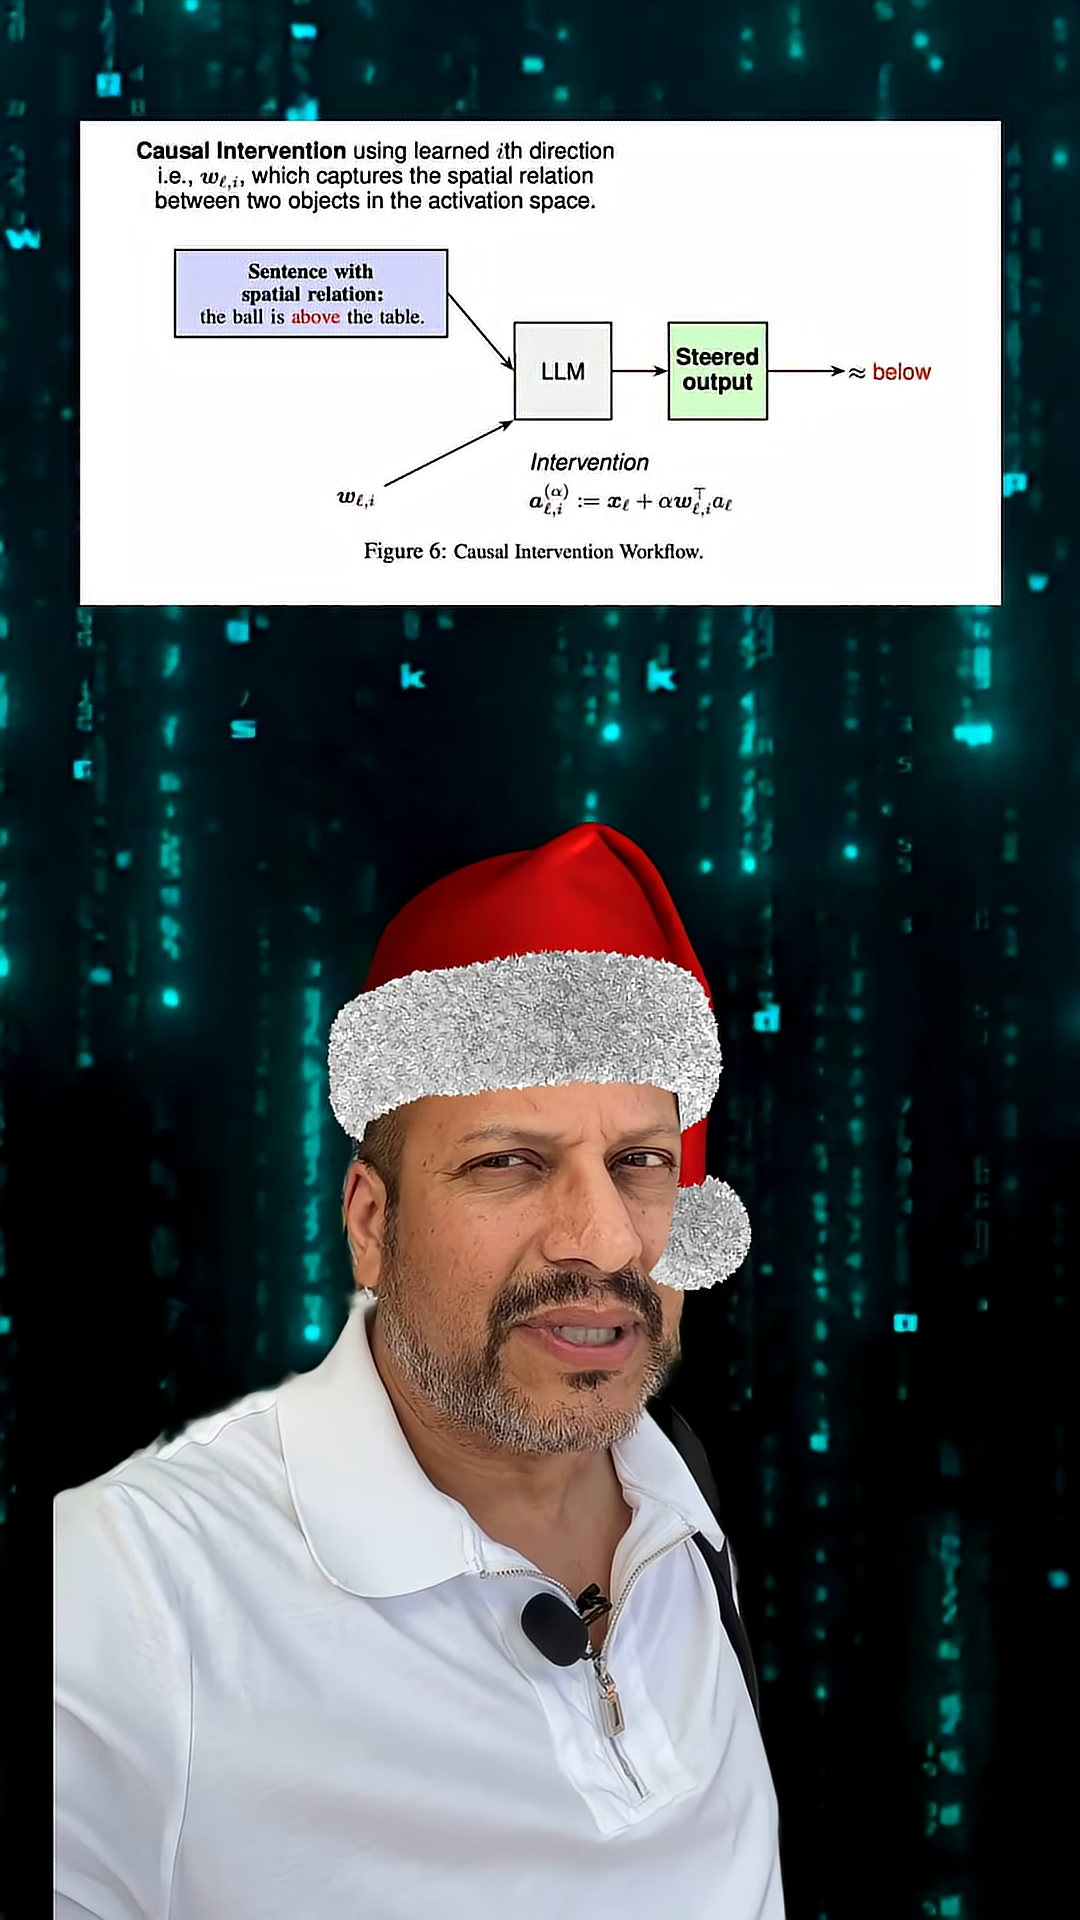 Causal Intervention using learned ith direction
i.e., w_{ℓ,i}, which captures the spatial relation
between two objects in the activation space.
Sentence with
spatial relation:
the ball is above the table.
LLM
Steered
output
≈ below
w_{ℓ,i}
Intervention
a_{ℓ,i}^{(α)} := x_ℓ + αw_{ℓ,i}^⊤a_ℓ
Figure 6: Causal Intervention Workflow.
w
k
k
s
d